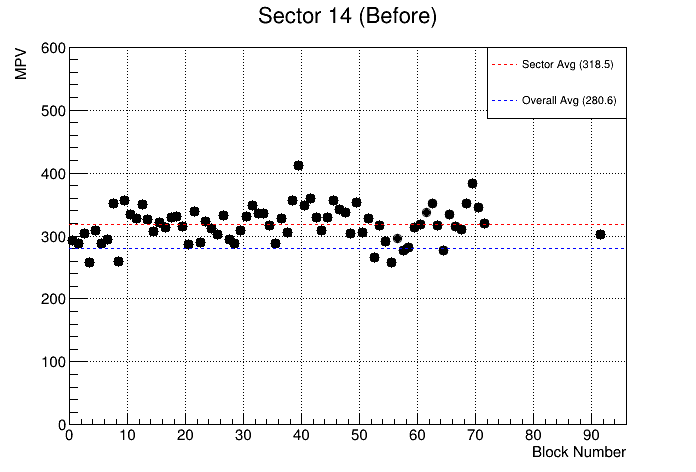 Sector 14 (Before)
MPV
600
500
400
300
200
100
0
Sector Avg (318.5)
Overall Avg (280.6)
0 10 20 30 40 50 60 70 80 90
Block Number